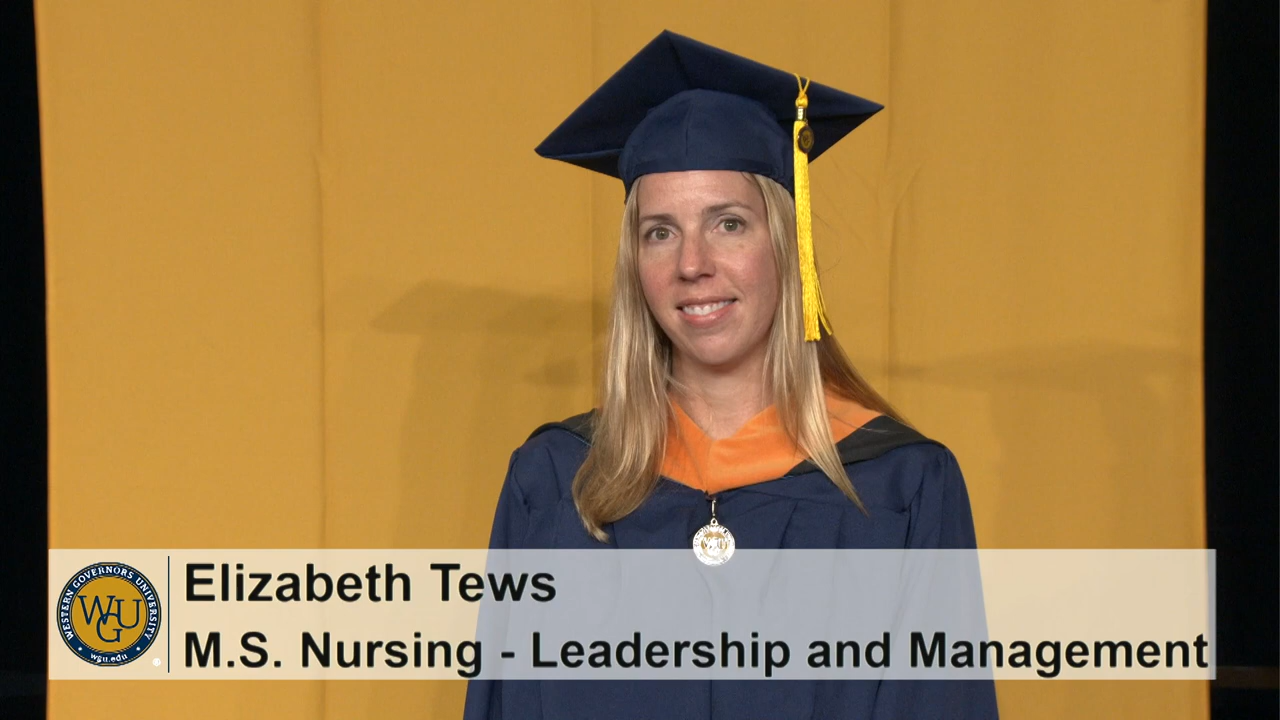 Elizabeth Tews
M.S. Nursing - Leadership and Management
WESTERN GOVERNORS UNIVERSITY
WGU
wgu.edu
®